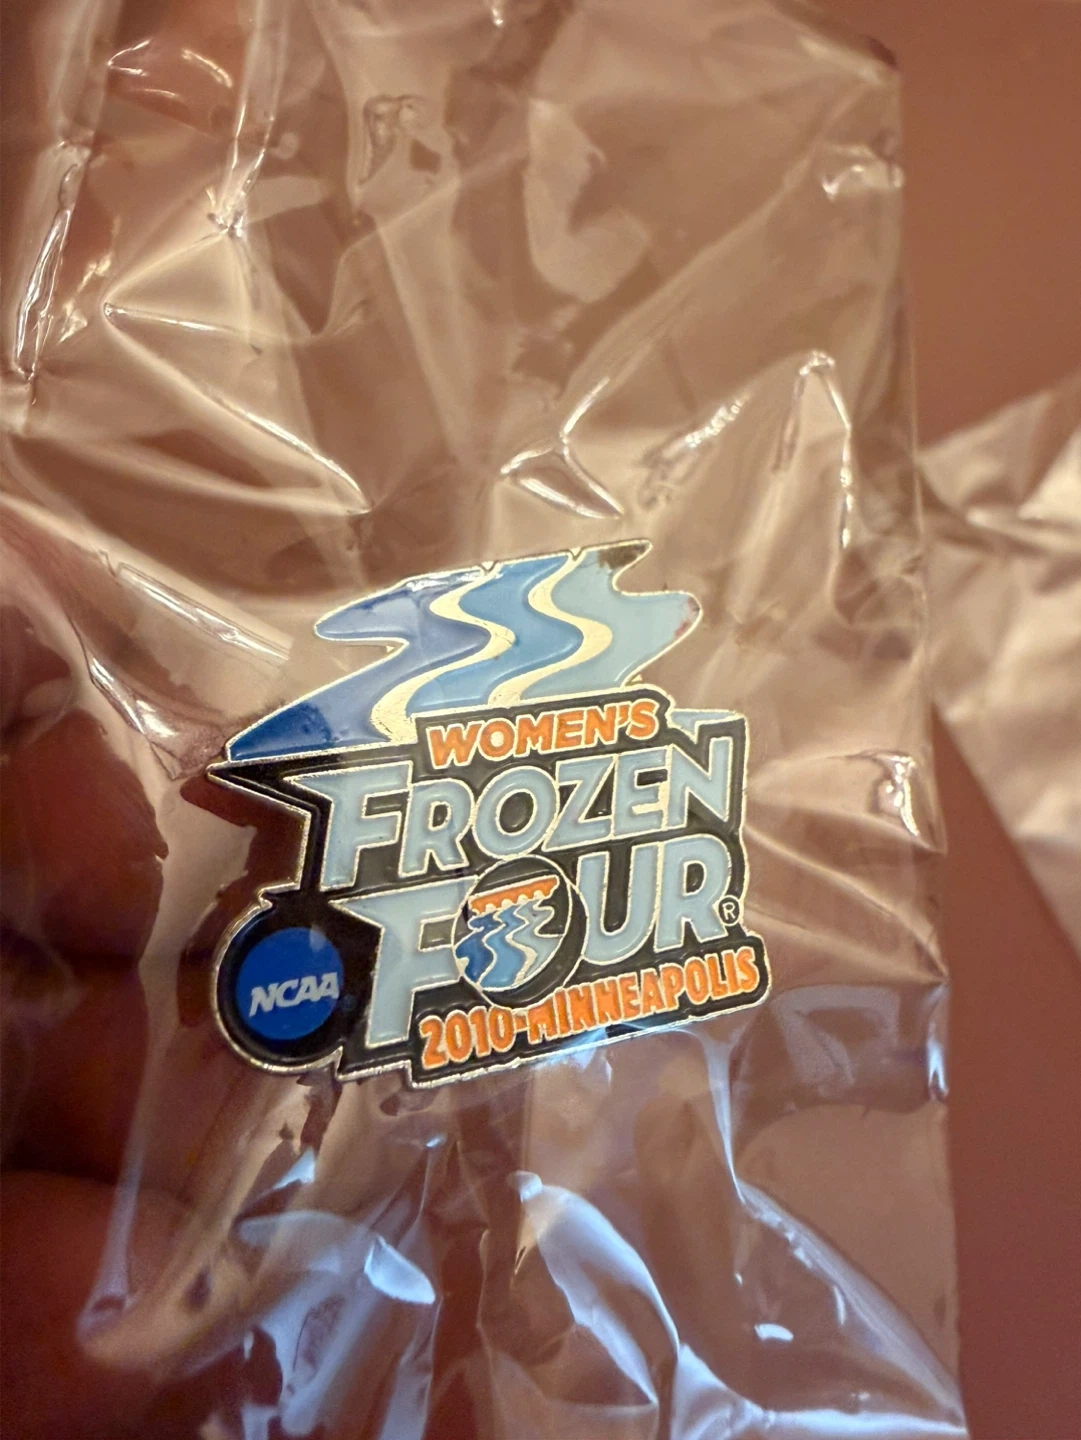 WOMEN'S
FROZEN
FOUR®
NCAA
2010-MINNEAPOLIS